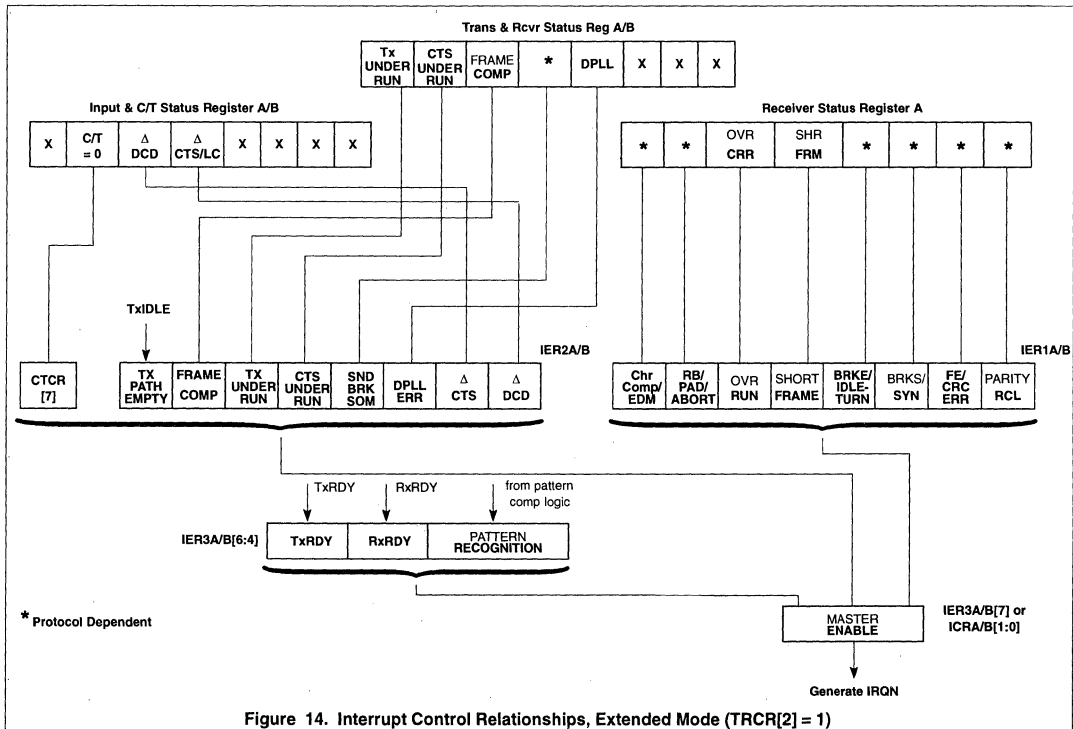 Trans & Rcvr Status Reg A/B
Tx UNDER RUN
CTS UNDER RUN
FRAME COMP
*
DPLL
X
X
X
Input & C/T Status Register A/B
X
C/T = 0
Δ DCD
Δ CTS/LC
X
X
X
X
Receiver Status Register A
*
*
OVR CRR
SHR FRM
*
*
*
*
TxIDLE
IER2A/B
CTCR [7]
TX PATH EMPTY
FRAME COMP
TX UNDER RUN
CTS UNDER RUN
SND BRK SOM
DPLL ERR
Δ CTS
Δ DCD
IER1A/B
Chr Comp/ EDM
RB/ PAD/ ABORT
OVR RUN
SHORT FRAME
BRKE/ IDLE- TURN
BRKS/ SYN
FE/ CRC ERR
PARITY RCL
TxRDY
RxRDY
from pattern comp logic
IER3A/B[6:4]
TxRDY
RxRDY
PATTERN RECOGNITION
* Protocol Dependent
MASTER ENABLE
IER3A/B[7] or ICRA/B[1:0]
Generate IRQN
Figure 14. Interrupt Control Relationships, Extended Mode (TRCR[2] = 1)